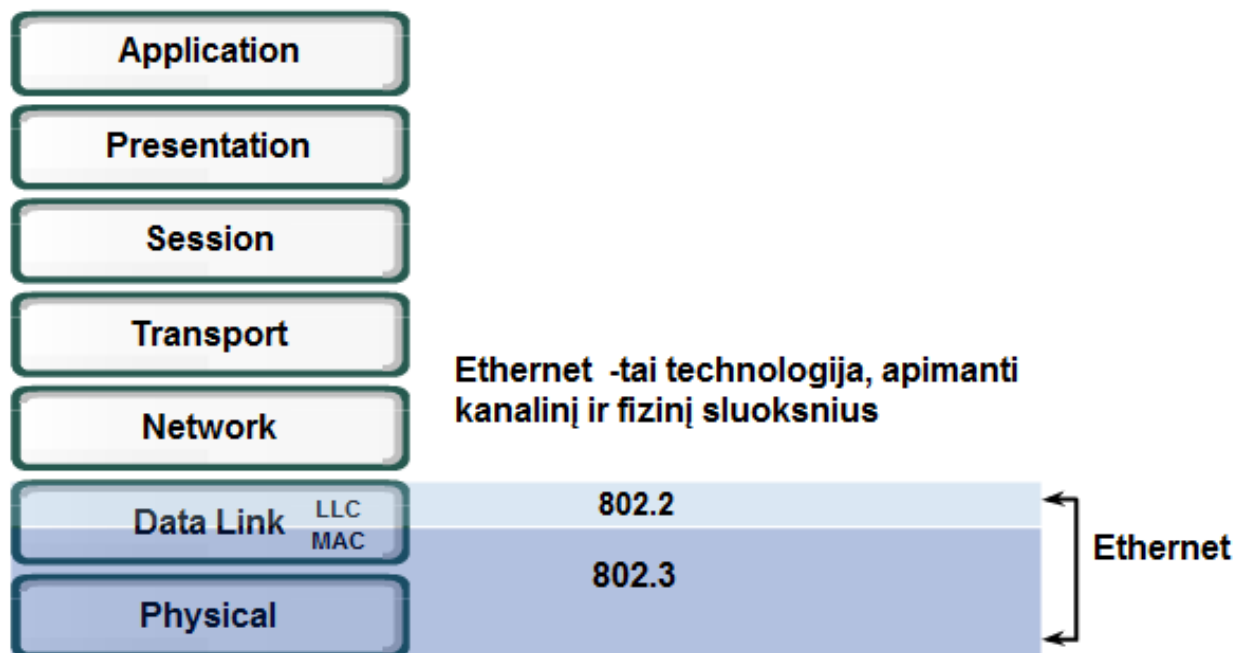 Application
Presentation
Session
Transport
Ethernet -tai technologija, apimanti
kanalinį ir fizinį sluoksnius
Network
Data Link
LLC
MAC
802.2
802.3
Ethernet
Physical